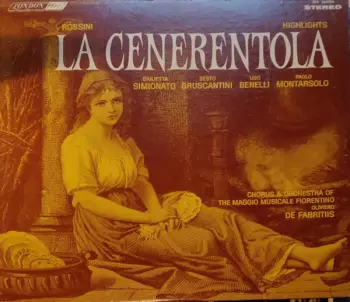 LONDON
STEREO
ROSSINI
HIGHLIGHTS
LA CENERENTOLA
GIULIETTA SIMIONATO
SESTO BRUSCANTINI
UGO BENELLI
PAOLO MONTARSOLO
CHORUS & ORCHESTRA OF
THE MAGGIO MUSICALE FIORENTINO
OLIVIERO
DE FABRITIIS